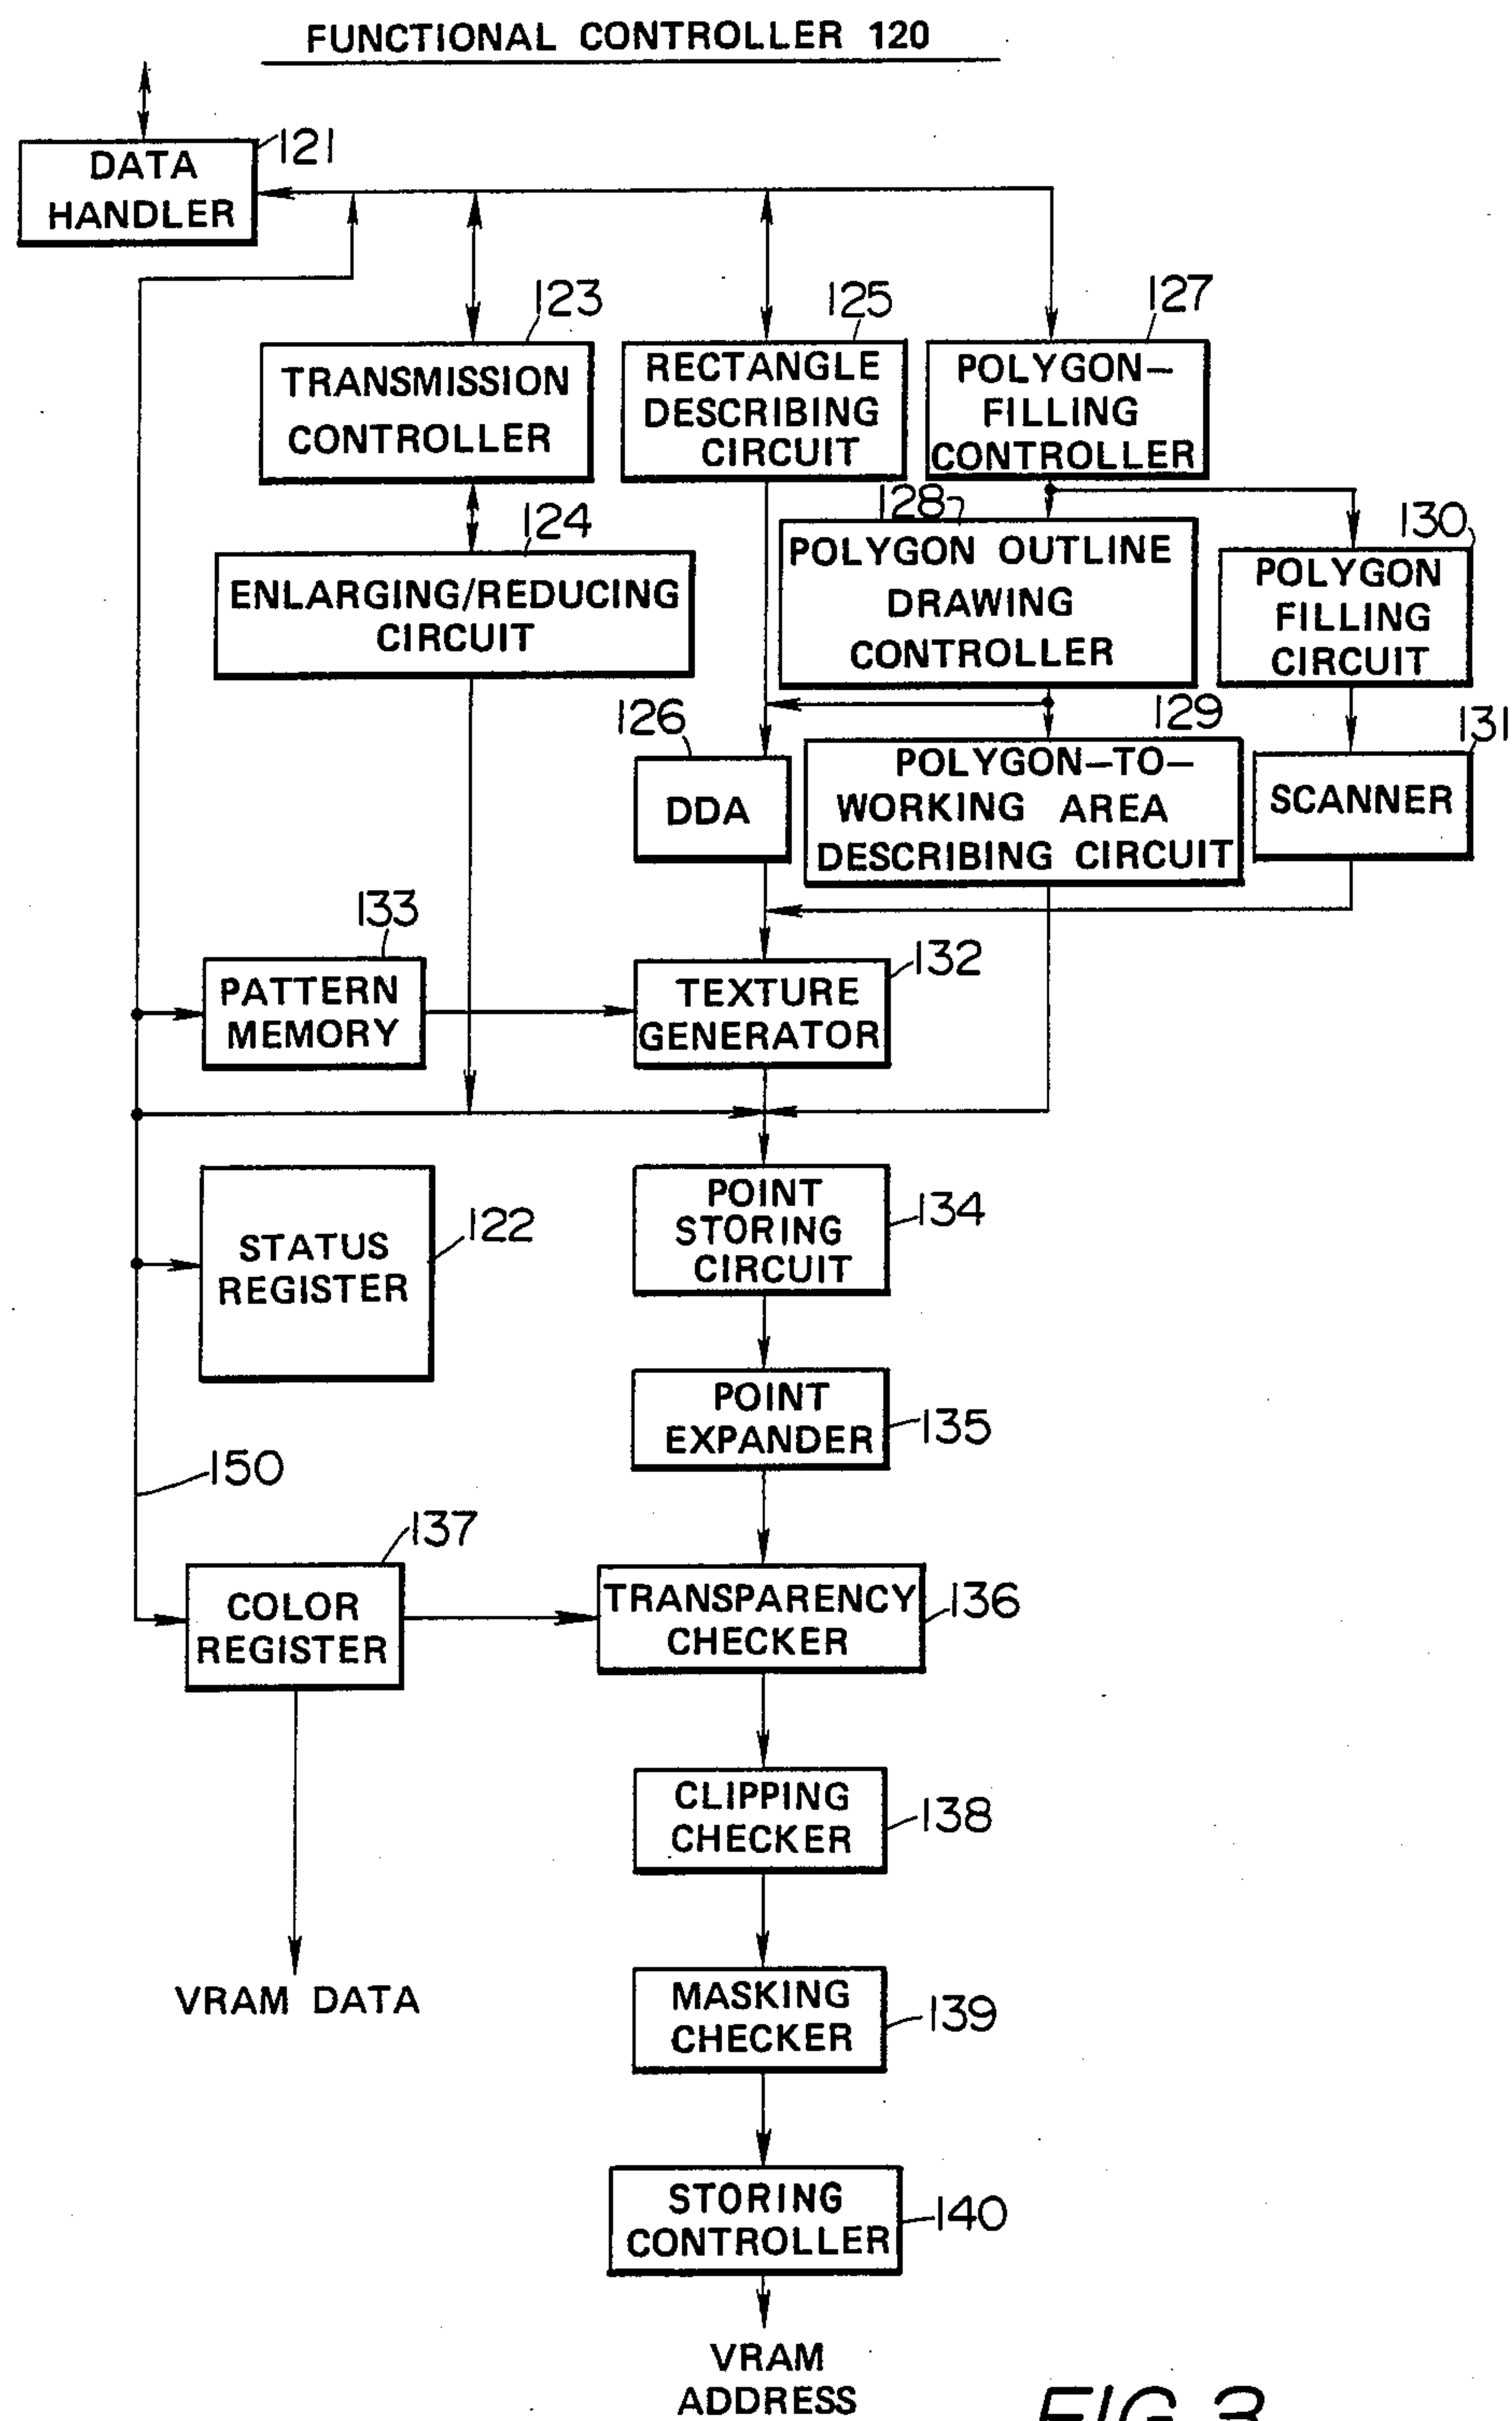 FUNCTIONAL CONTROLLER 120
DATA
HANDLER
121
TRANSMISSION
CONTROLLER
123
RECTANGLE
DESCRIBING
CIRCUIT
125
POLYGON-
FILLING
CONTROLLER
127
ENLARGING/REDUCING
CIRCUIT
124
POLYGON OUTLINE
DRAWING
CONTROLLER
128
POLYGON
FILLING
CIRCUIT
130
DDA
126
POLYGON-TO-
WORKING AREA
DESCRIBING CIRCUIT
129
SCANNER
131
PATTERN
MEMORY
133
TEXTURE
GENERATOR
132
STATUS
REGISTER
122
POINT
STORING
CIRCUIT
134
POINT
EXPANDER
135
150
COLOR
REGISTER
137
TRANSPARENCY
CHECKER
136
CLIPPING
CHECKER
138
VRAM DATA
MASKING
CHECKER
139
STORING
CONTROLLER
140
VRAM
ADDRESS
FIG.3